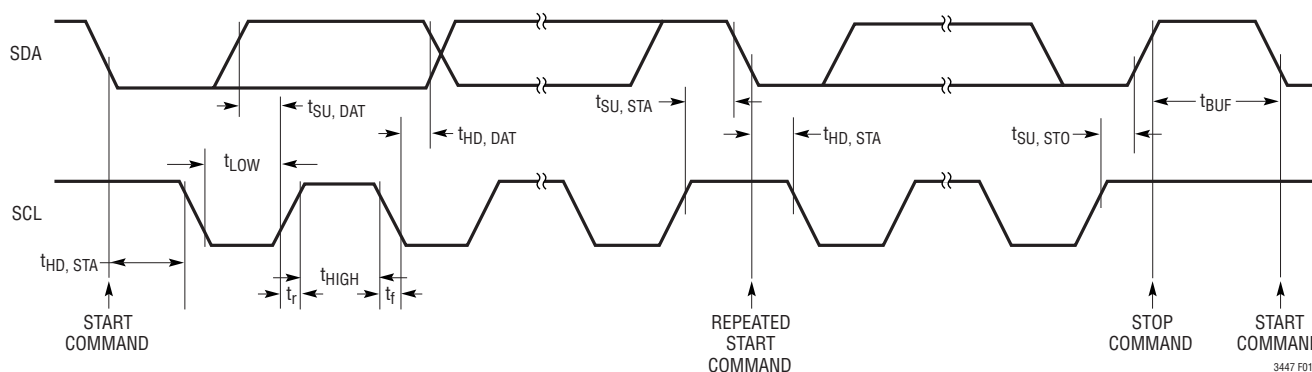 SDA
tSU, DAT
tHD, DAT
tSU, STA
tHD, STA
tSU, STO
tBUF
tLOW
SCL
tHD, STA
tr
tHIGH
tf
START
COMMAND
REPEATED
START
COMMAND
STOP
COMMAND
START
COMMAND
3447 F01